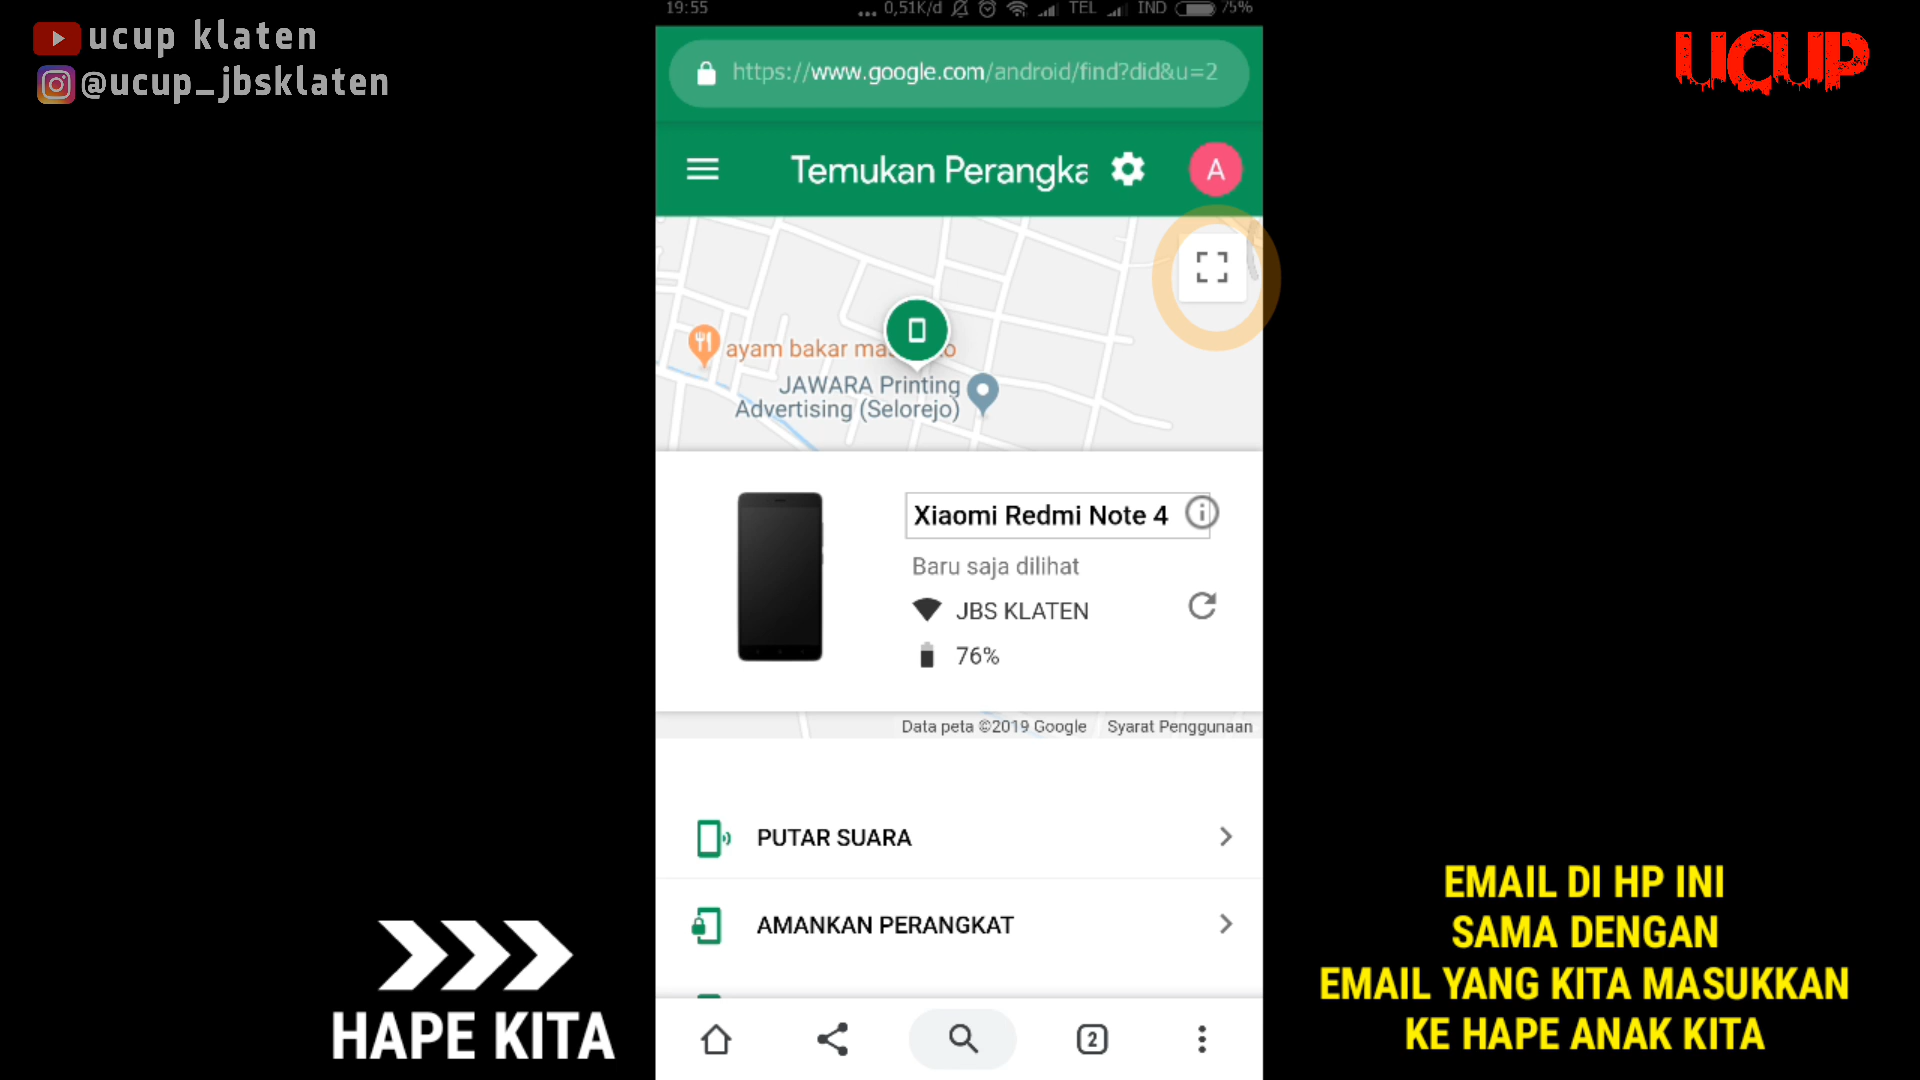 ucup klaten
@ucup_jbsklaten
UCUP
19:55
... 0,51K/d
TEL
IND
75%
https://www.google.com/android/find?did&u=2
Temukan Perangka
A
ayam bakar
JAWARA Printing
Advertising (Selorejo)
Xiaomi Redmi Note 4
Baru saja dilihat
JBS KLATEN
76%
Data peta ©2019 Google
Syarat Penggunaan
PUTAR SUARA
AMANKAN PERANGKAT
2
HAPE KITA
EMAIL DI HP INI
SAMA DENGAN
EMAIL YANG KITA MASUKKAN
KE HAPE ANAK KITA